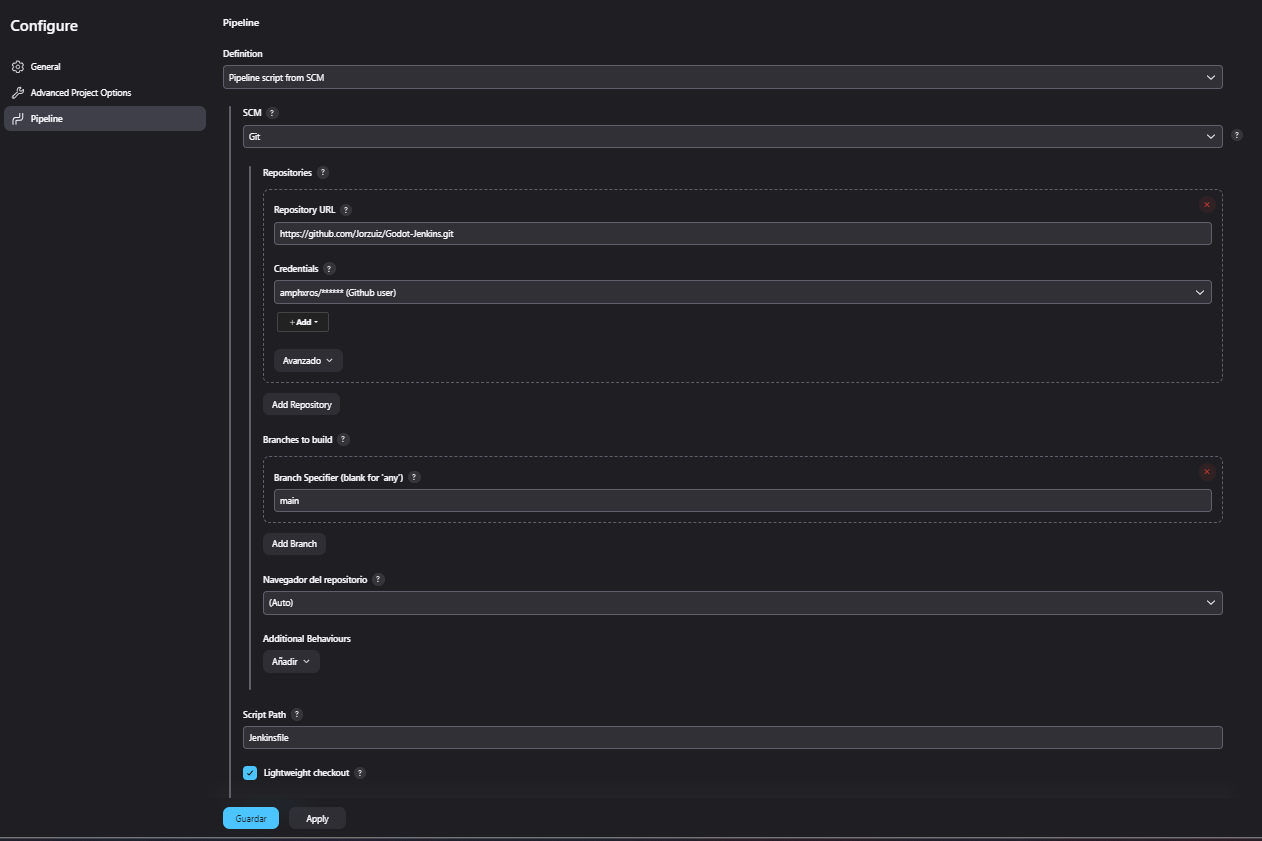 Configure
General
Advanced Project Options
Pipeline
Pipeline
Definition
Pipeline script from SCM
SCM ?
Git
?
Repositories ?
Repository URL ?
https://github.com/Jorzuiz/Godot-Jenkins.git
Credentials ?
amphxros/****** (Github user)
+ Add
Avanzado
Add Repository
Branches to build ?
Branch Specifier (blank for 'any') ?
main
Add Branch
Navegador del repositorio ?
(Auto)
Additional Behaviours
Añadir
Script Path ?
Jenkinsfile
Lightweight checkout ?
Guardar
Apply